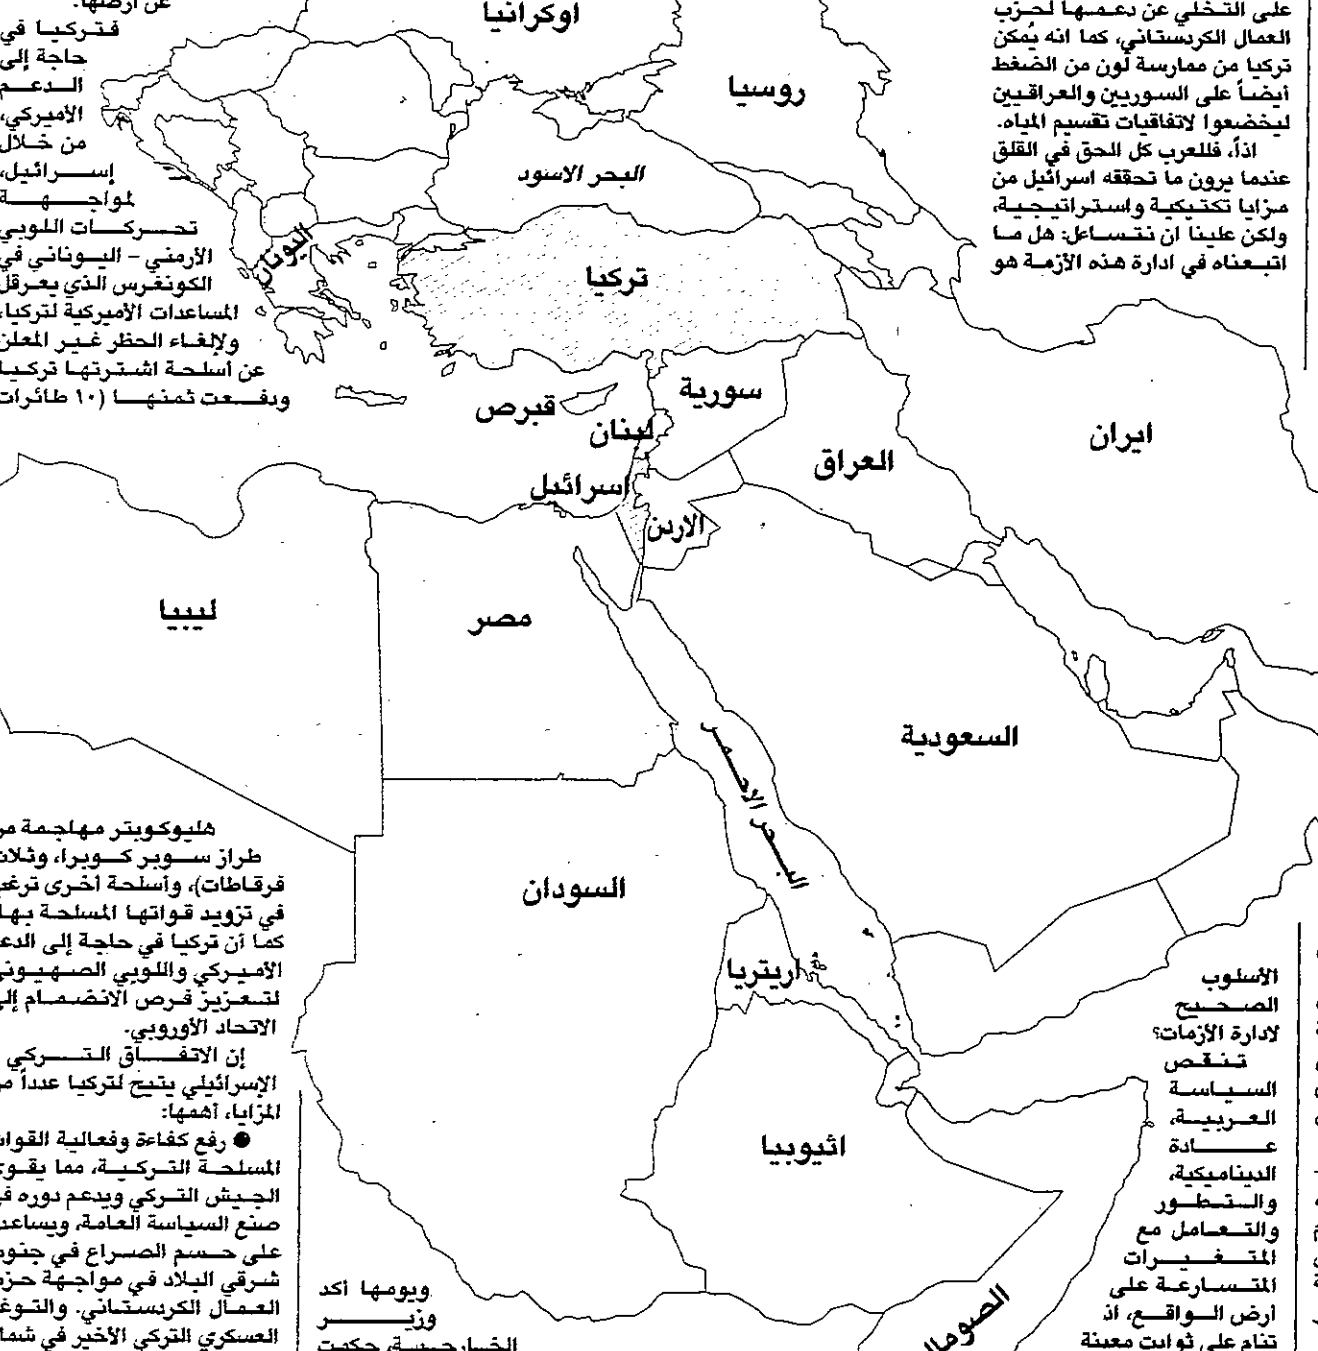 على التخلي عن دعمها لحزب
العمال الكردستاني، كما انه يُمكن
تركيا من ممارسة لون من الضغط
أيضاً على السوريين والعراقيين
ليخضعوا لاتفاقيات تقسيم المياه.
اذاً، فللعرب كل الحق في القلق
عندما يرون ما تحققه اسرائيل من
مزايا تكتيكية واستراتيجية،
ولكن علينا ان نتساءل: هل ما
اتبعناه في ادارة هذه الأزمة هو
الأسلوب
الصحيح
لادارة الأزمات؟
تنقص
السياسة
العربية،
عادة
الديناميكية،
والتطور
والتعامل مع
المتغيرات
المتسارعة على
أرض الواقع، اذ
تنام على ثوابت معينة
اوكرانيا
روسيا
البحر الاسود
اليونان
تركيا
قبرص
سورية
لبنان
العراق
ايران
اسرائيل
الاردن
ليبيا
مصر
السعودية
البحر الأحمر
السودان
اريتريا
اثيوبيا
الصومال
عن أرضها.
فتركيا في
حاجة إلى
الدعم
الأميركي،
من خلال
إسرائيل،
لمواجهة
تحركات اللوبي
الأرمني – اليوناني في
الكونغرس الذي يعرقل
المساعدات الأميركية لتركيا،
ولإلغاء الحظر غير المعلن
عن أسلحة اشترتها تركيا
ودفعت ثمنها (١٠ طائرات
هليوكوبتر مهاجمة من
طراز سوبر كوبرا، وثلاث
فرقاطات)، وأسلحة أخرى ترغب
في تزويد قواتها المسلحة بها.
كما أن تركيا في حاجة إلى الدعم
الأميركي واللوبي الصهيوني
لتعزيز فرص الانضمام إلى
الاتحاد الأوروبي.
إن الاتفاق التركي
الإسرائيلي يتيح لتركيا عدداً من
المزايا، أهمها:
● رفع كفاءة وفعالية القوات
المسلحة التركية، مما يقوي
الجيش التركي ويدعم دوره في
صنع السياسة العامة، ويساعد
على حسم الصراع في جنوب
شرقي البلاد في مواجهة حزب
العمال الكردستاني. والتوغل
العسكري التركي الأخير في شمال
ويومها أكد
وزير
الخارجية، حكمت